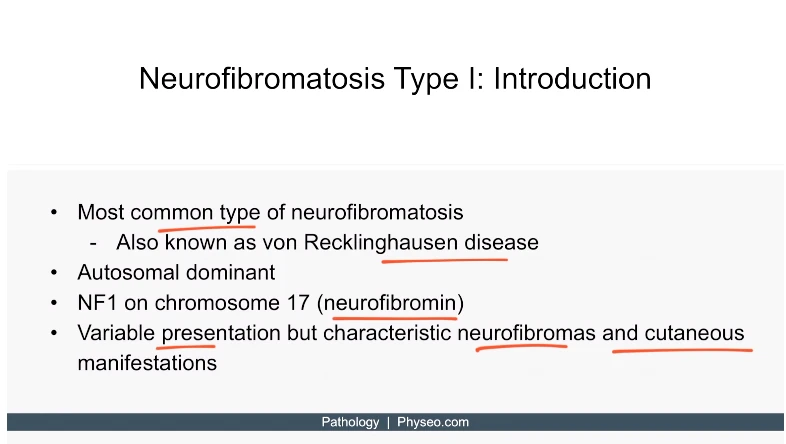 Neurofibromatosis Type I: Introduction
• Most common type of neurofibromatosis
- Also known as von Recklinghausen disease
• Autosomal dominant
• NF1 on chromosome 17 (neurofibromin)
• Variable presentation but characteristic neurofibromas and cutaneous
manifestations
Pathology | Physeo.com